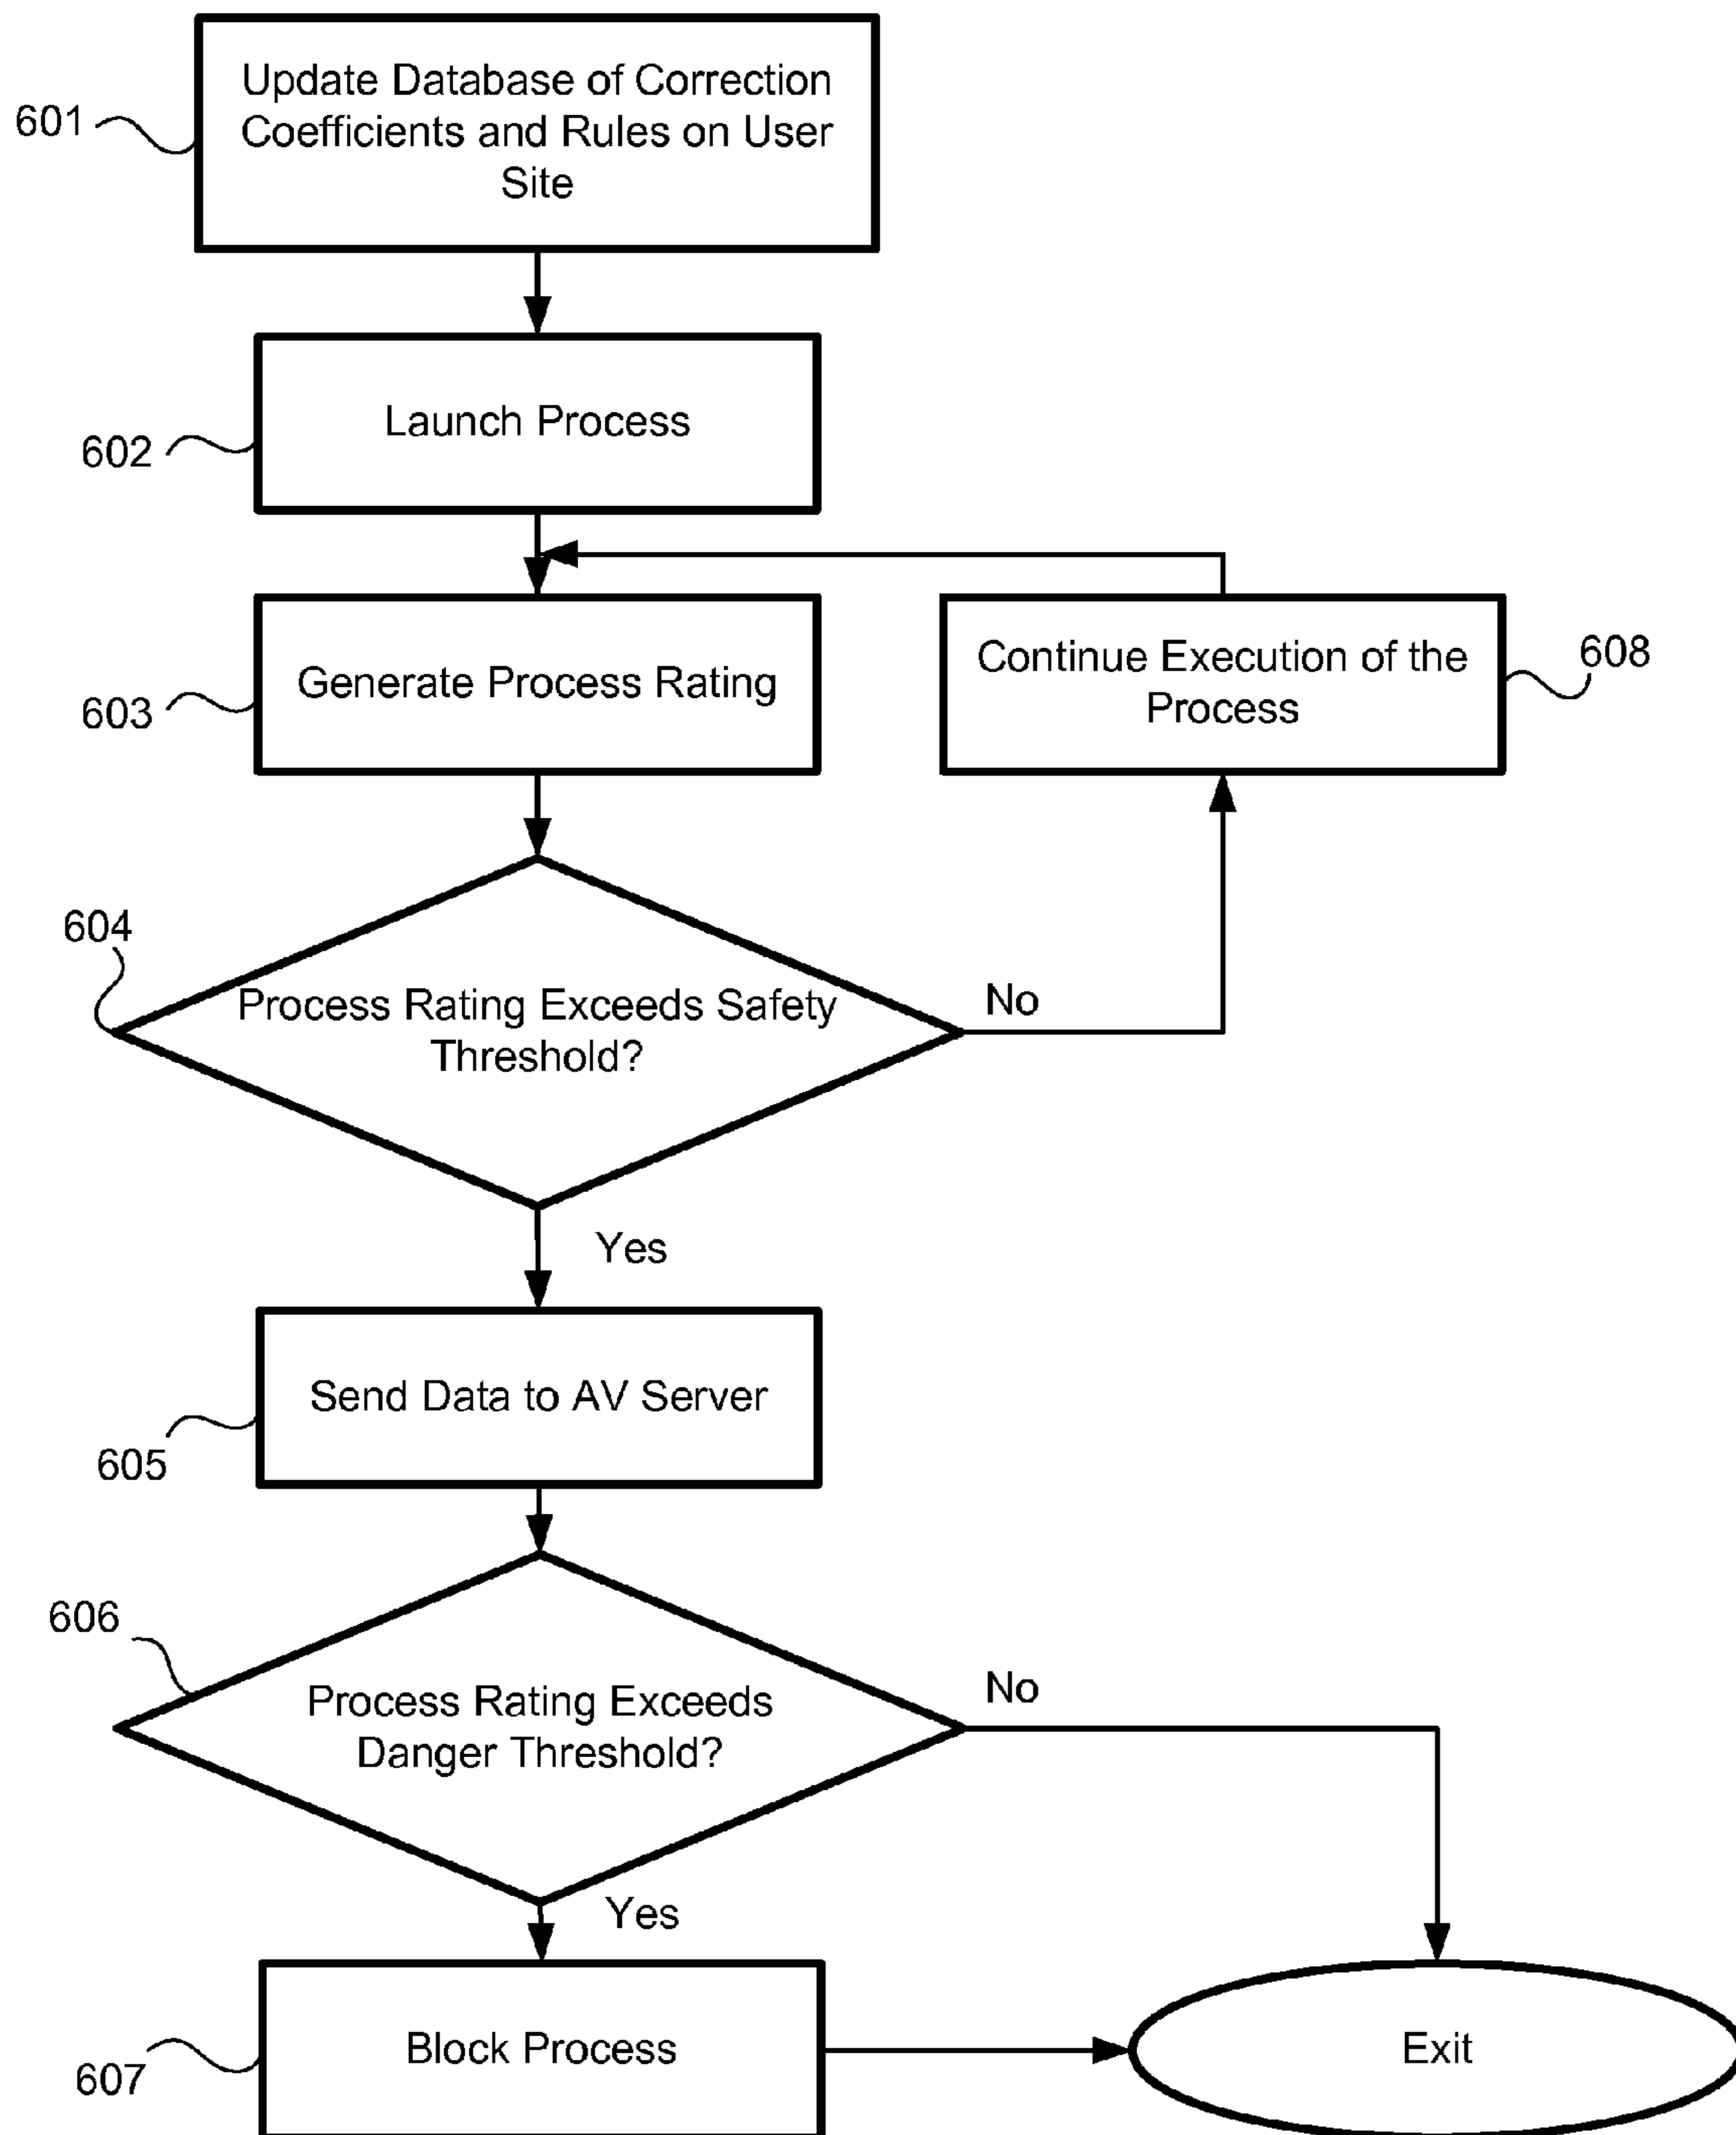 601
Update Database of Correction
Coefficients and Rules on User
Site
602
Launch Process
603
Generate Process Rating
Continue Execution of the
Process
608
604
Process Rating Exceeds Safety
Threshold?
No
Yes
605
Send Data to AV Server
606
Process Rating Exceeds
Danger Threshold?
No
Yes
607
Block Process
Exit